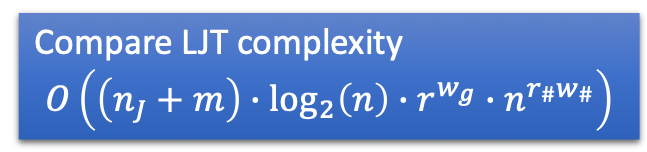 Compare LJT complexity
O((n_J + m) · log_2(n) · r^{w_g} · n^{r_# w_#})